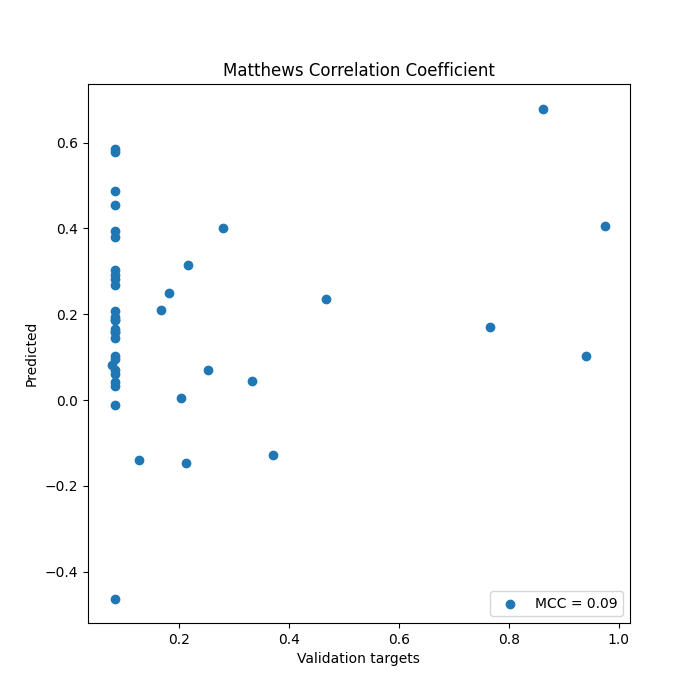 Matthews Correlation Coefficient
0.6
0.4
0.2
0.0
−0.2
−0.4
Predicted
MCC = 0.09
0.2 0.4 0.6 0.8 1.0
Validation targets